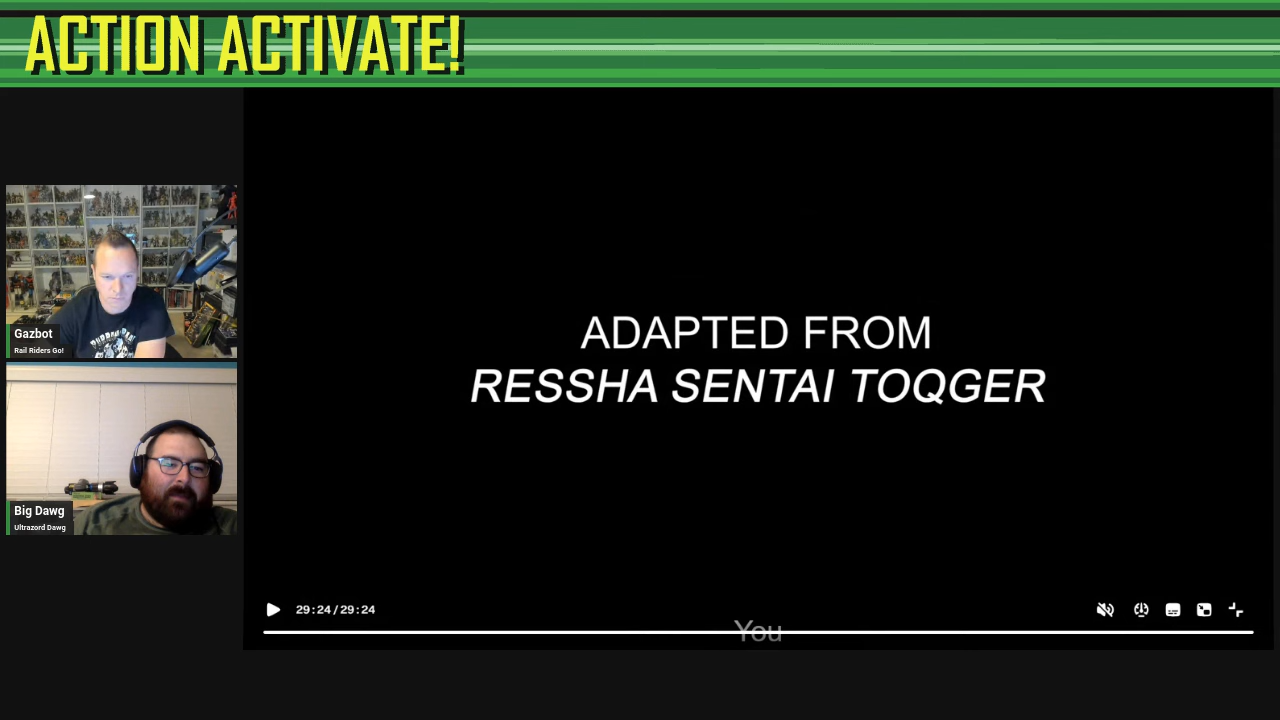 ACTION ACTIVATE!
Gazbot
Rail Riders Go!
Big Dawg
Ultrazord Dawg
ADAPTED FROM
RESSHA SENTAI TOQGER
29:24 / 29:24
You